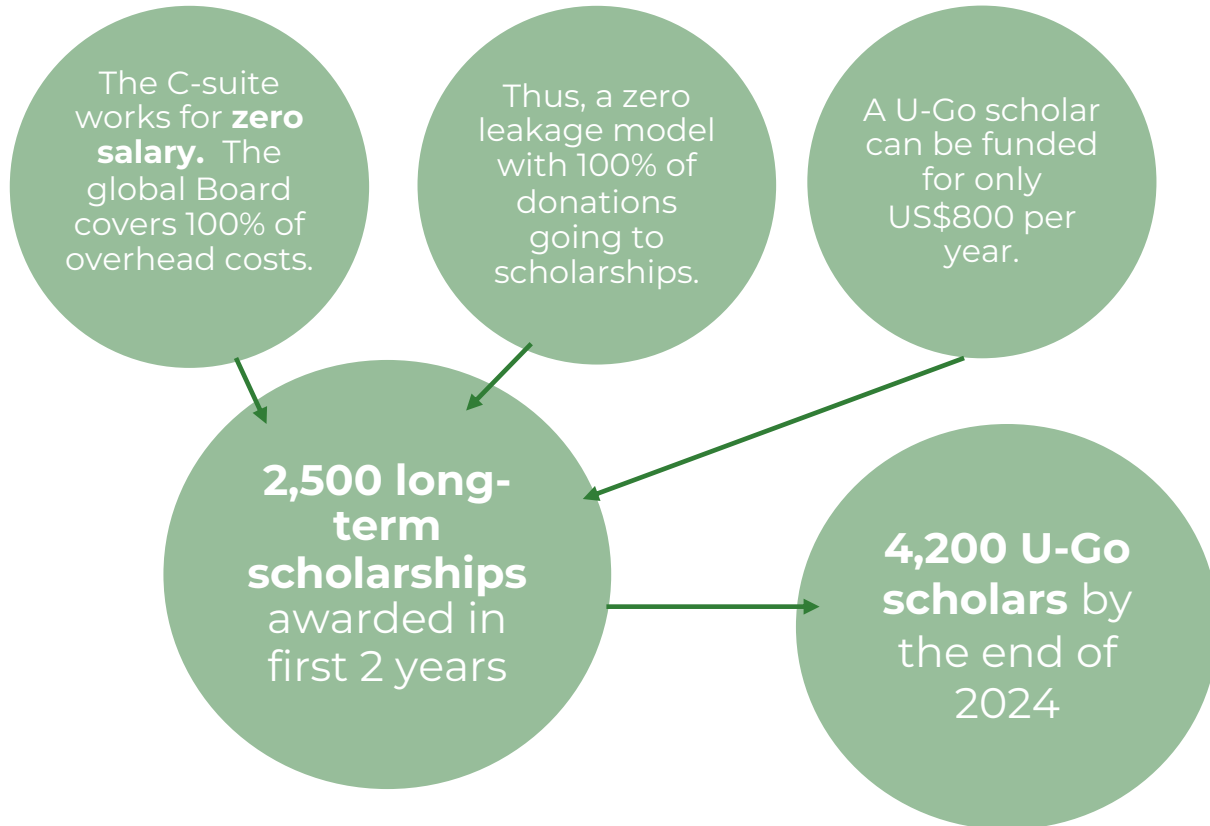 The C-suite
works for zero
salary. The
global Board
covers 100% of
overhead costs.
Thus, a zero
leakage model
with 100% of
donations
going to
scholarships.
A U-Go scholar
can be funded
for only
US$800 per
year.
2,500 long-
term
scholarships
awarded in
first 2 years
4,200 U-Go
scholars by
the end of
2024